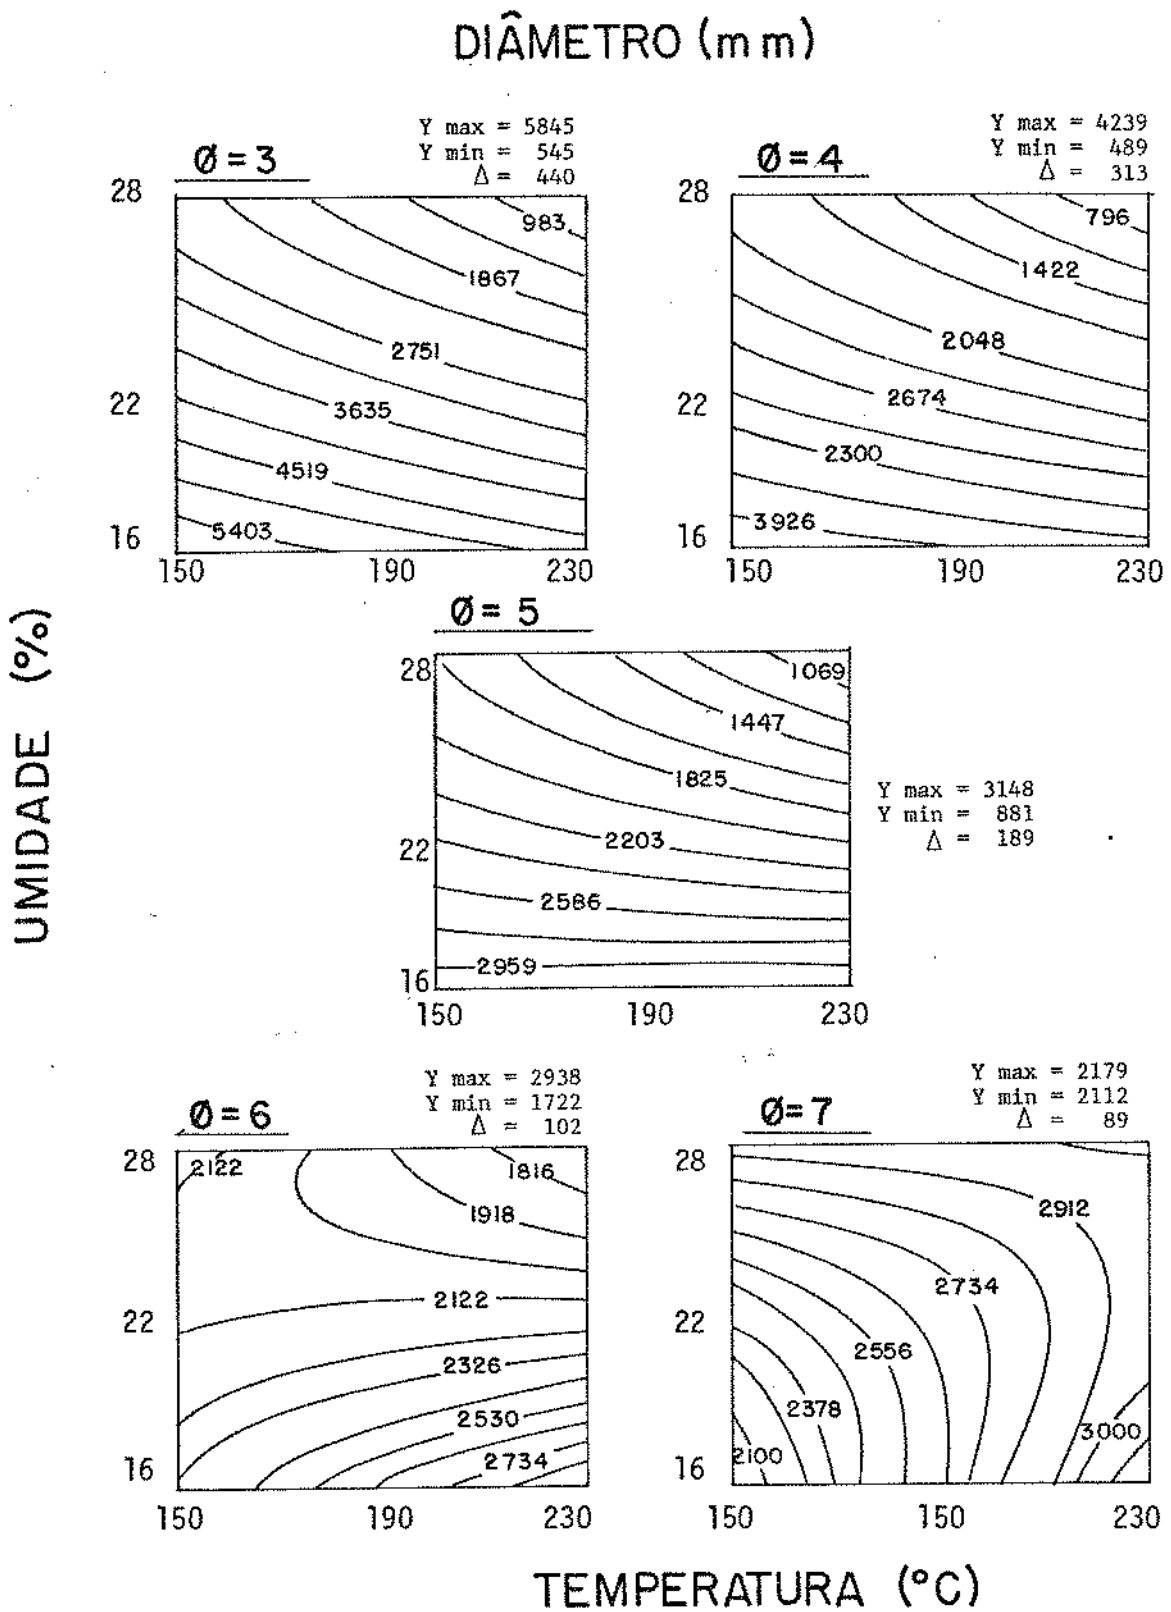 DIÂMETRO (mm)
Ø = 3
Y max = 5845
Y min = 545
Δ = 440
28
22
16
983
1867
2751
3635
4519
5403
150 190 230
Ø = 4
Y max = 4239
Y min = 489
Δ = 313
28
22
16
796
1422
2048
2674
2300
3926
150 190 230
Ø = 5
28
22
16
1069
1447
1825
2203
2586
2959
150 190 230
Y max = 3148
Y min = 881
Δ = 189
UMIDADE (%)
Ø = 6
Y max = 2938
Y min = 1722
Δ = 102
28
22
16
2122
1816
1918
2122
2326
2530
2734
150 190 230
Ø = 7
Y max = 2179
Y min = 2112
Δ = 89
28
22
16
2912
2734
2556
2378
3000
2100
150 150 230
TEMPERATURA (°C)